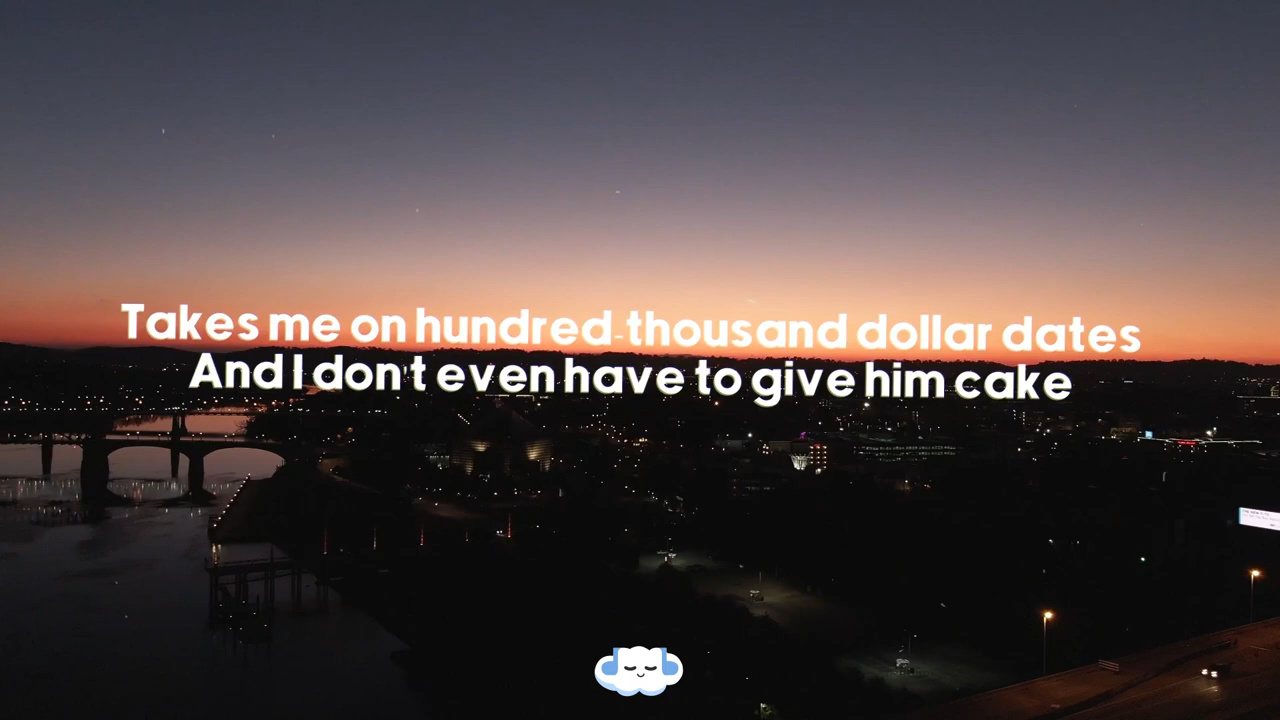 Takes me on hundred-thousand dollar dates
And I don't even have to give him cake